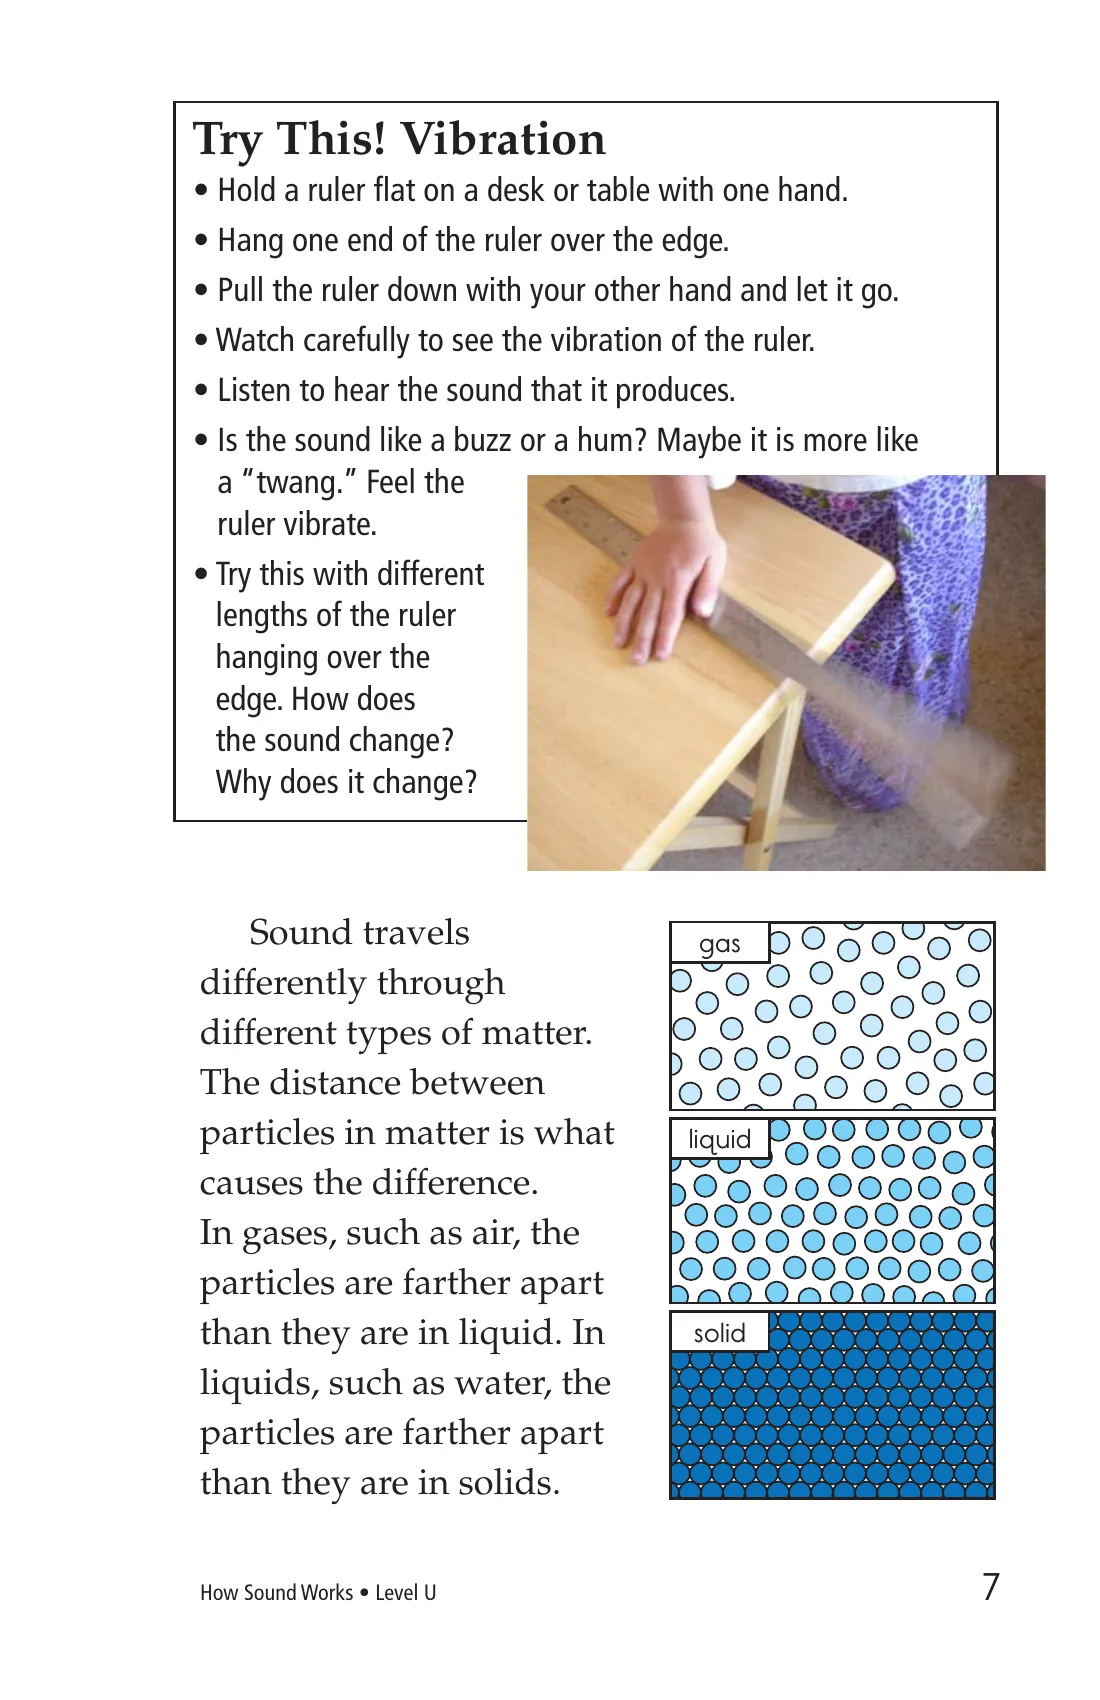 Try This! Vibration
• Hold a ruler flat on a desk or table with one hand.
• Hang one end of the ruler over the edge.
• Pull the ruler down with your other hand and let it go.
• Watch carefully to see the vibration of the ruler.
• Listen to hear the sound that it produces.
• Is the sound like a buzz or a hum? Maybe it is more like
a “twang.” Feel the
ruler vibrate.
• Try this with different
lengths of the ruler
hanging over the
edge. How does
the sound change?
Why does it change?
Sound travels
differently through
different types of matter.
The distance between
particles in matter is what
causes the difference.
In gases, such as air, the
particles are farther apart
than they are in liquid. In
liquids, such as water, the
particles are farther apart
than they are in solids.
gas
liquid
solid
How Sound Works • Level U
7